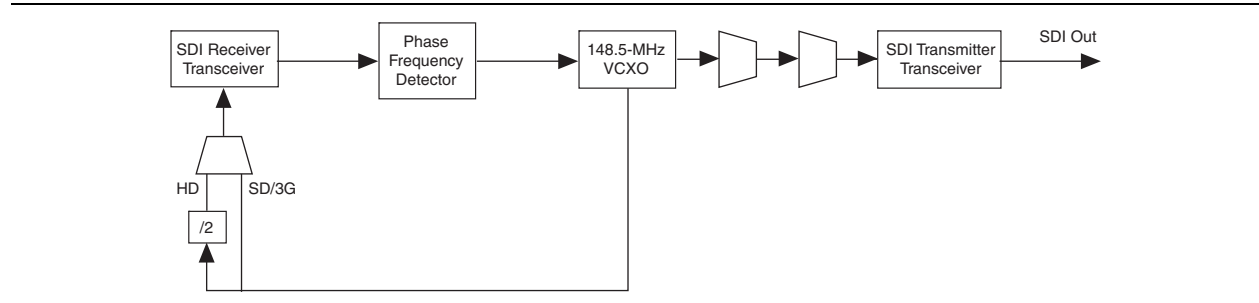 SDI Receiver
Transceiver
Phase
Frequency
Detector
148.5-MHz
VCXO
SDI Transmitter
Transceiver
SDI Out
HD
SD/3G
/2